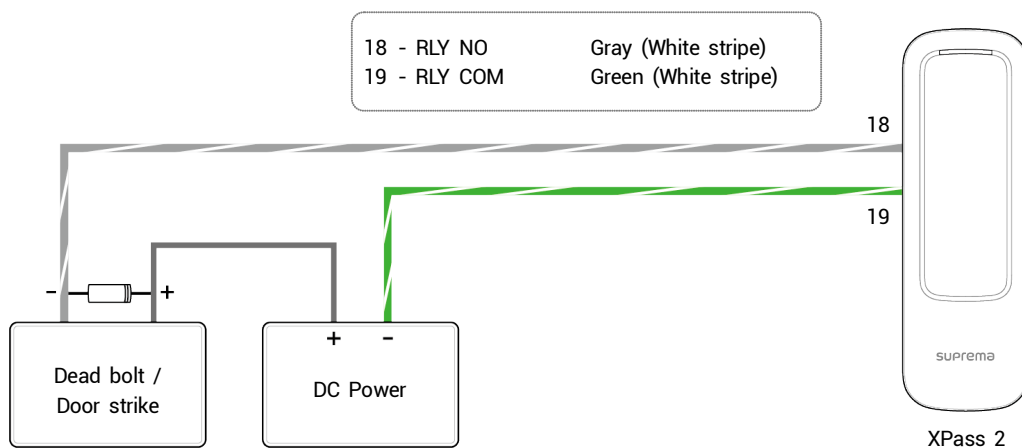 18 - RLY NO Gray (White stripe)
19 - RLY COM Green (White stripe)
18
19
- +
+ -
Dead bolt /
Door strike
DC Power
suprema
XPass 2